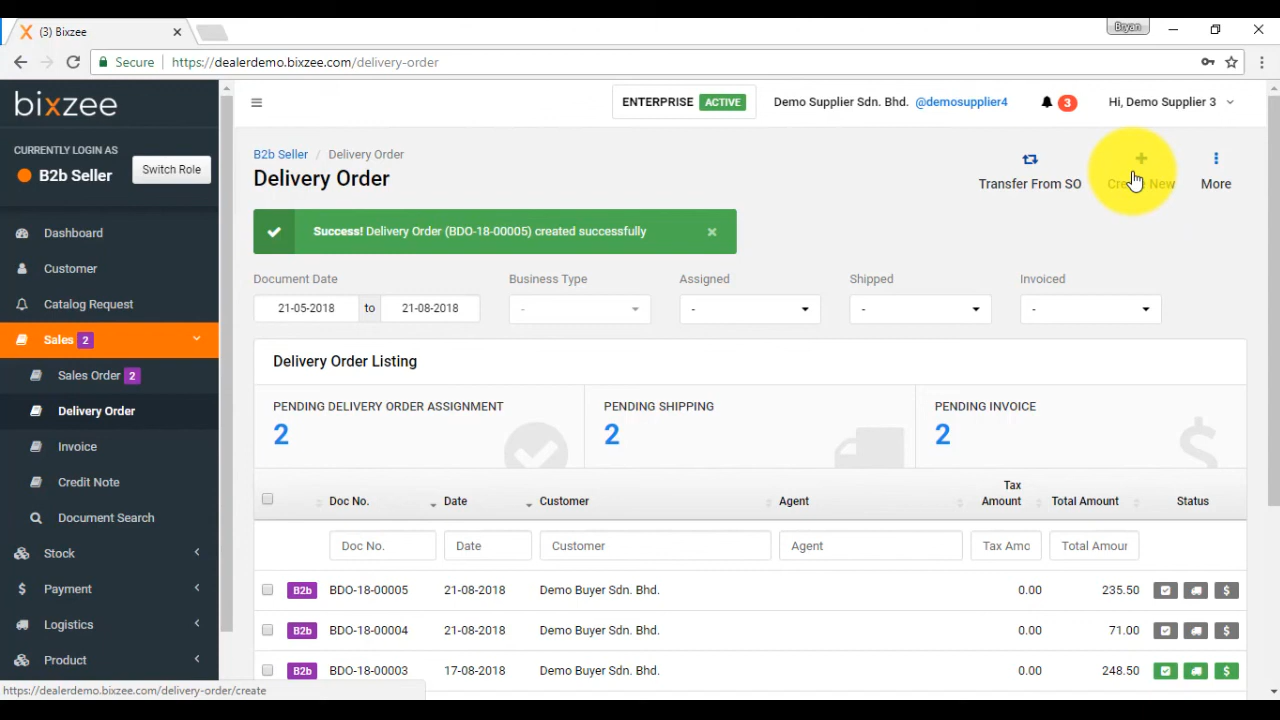 (3) Bixzee
Bryan
Secure https://dealerdemo.bixzee.com/delivery-order
bixzee
ENTERPRISE ACTIVE Demo Supplier Sdn. Bhd. @demosupplier4 3 Hi, Demo Supplier 3
CURRENTLY LOGIN AS
B2b Seller Switch Role
B2b Seller / Delivery Order
Delivery Order
Transfer From SO Create New More
Success! Delivery Order (BDO-18-00005) created successfully ×
Dashboard
Customer
Catalog Request
Sales 2
Sales Order 2
Delivery Order
Invoice
Credit Note
Document Search
Stock
Payment
Logistics
Product
Document Date Business Type Assigned Shipped Invoiced
21-05-2018 to 21-08-2018 - - - -
Delivery Order Listing
PENDING DELIVERY ORDER ASSIGNMENT PENDING SHIPPING PENDING INVOICE
2 2 2
Doc No. Date Customer Agent Tax Amount Total Amount Status
Doc No. Date Customer Agent Tax Amo Total Amour
B2b BDO-18-00005 21-08-2018 Demo Buyer Sdn. Bhd. 0.00 235.50 $
B2b BDO-18-00004 21-08-2018 Demo Buyer Sdn. Bhd. 0.00 71.00 $
B2b BDO-18-00003 17-08-2018 Demo Buyer Sdn. Bhd. 0.00 248.50 $
https://dealerdemo.bixzee.com/delivery-order/create